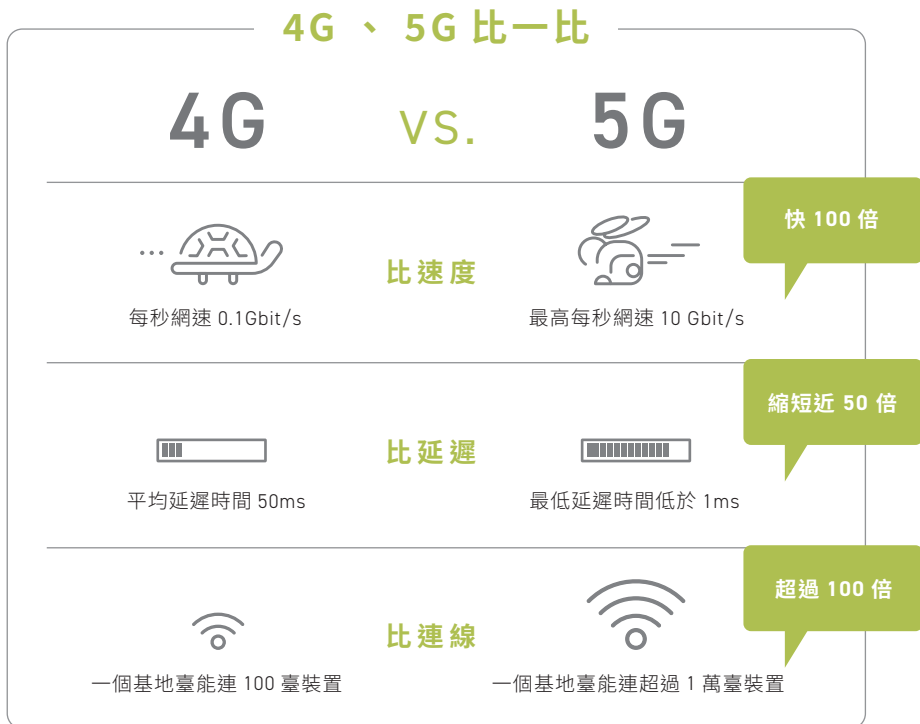 4G 、 5G 比一比
4G VS. 5G
快 100 倍
比速度
每秒網速 0.1Gbit/s
最高每秒網速 10 Gbit/s
縮短近 50 倍
比延遲
平均延遲時間 50ms
最低延遲時間低於 1ms
超過 100 倍
比連線
一個基地臺能連 100 臺裝置
一個基地臺能連超過 1 萬臺裝置